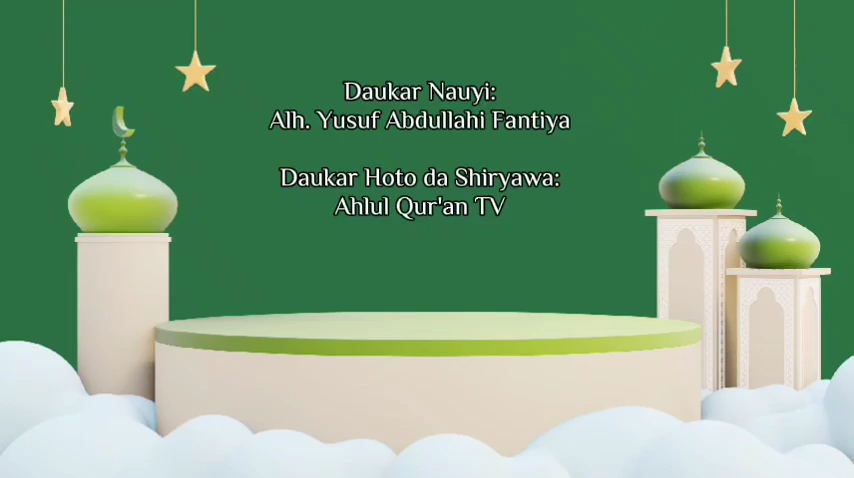 Daukar Nauyi:
Alh. Yusuf Abdullahi Fantiya
Daukar Hoto da Shiryawa:
Ahlul Qur'an TV